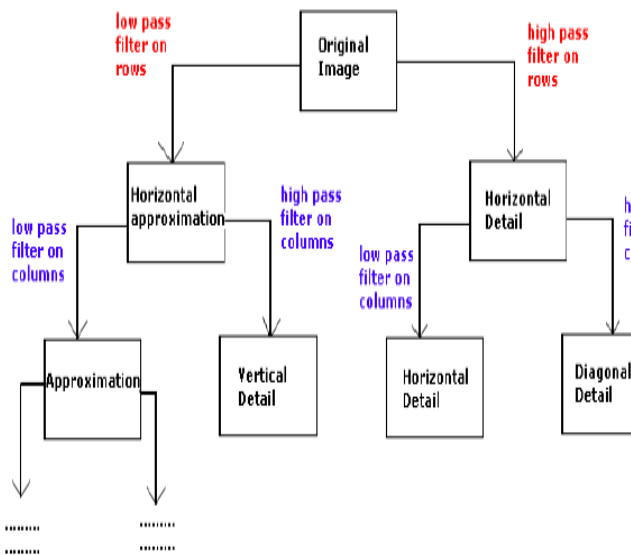 low pass
filter on
rows
Original
Image
high pass
filter on
rows
Horizontal
approximation
high pass
filter on
columns
Horizontal
Detail
low pass
filter on
columns
low pass
filter on
columns
Approximation
Vertical
Detail
Horizontal
Detail
Diagonal
Detail
.........
.........
.........
.........